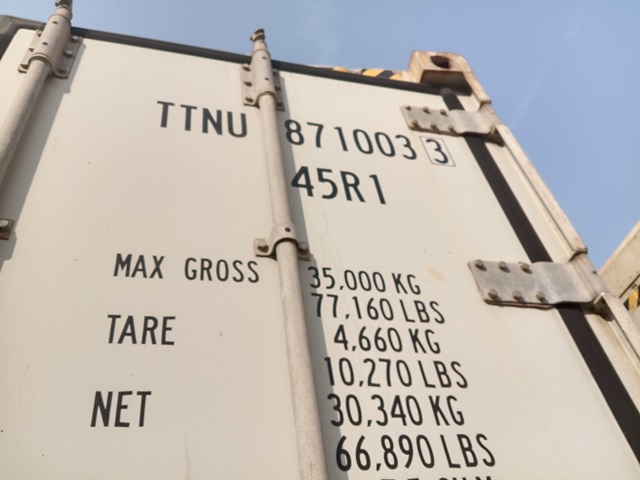 TTNU 871003 3
45R1
MAX GROSS 35,000 KG
77,160 LBS
TARE 4,660 KG
10,270 LBS
NET 30,340 KG
66,890 LBS